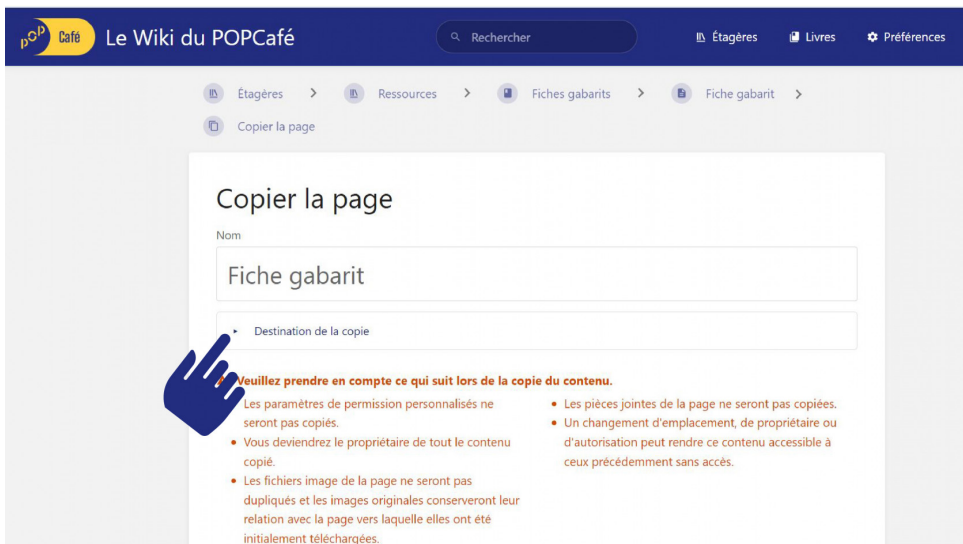 POP Café Le Wiki du POPCafé Rechercher Étagères Livres Préférences
Étagères > Ressources > Fiches gabarits > Fiche gabarit >
Copier la page
Copier la page
Nom
Fiche gabarit
Destination de la copie
Veuillez prendre en compte ce qui suit lors de la copie du contenu.
Les paramètres de permission personnalisés ne
seront pas copiés.
• Vous deviendrez le propriétaire de tout le contenu
copié.
• Les fichiers image de la page ne seront pas
dupliqués et les images originales conserveront leur
relation avec la page vers laquelle elles ont été
initialement téléchargées.
• Les pièces jointes de la page ne seront pas copiées.
• Un changement d'emplacement, de propriétaire ou
d'autorisation peut rendre ce contenu accessible à
ceux précédemment sans accès.